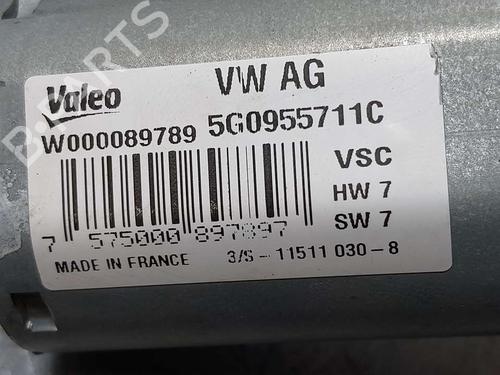 B-PARTS
Valeo
VW AG
W000089789 5G0955711C
VSC
HW 7
SW 7
7 575000 897897
MADE IN FRANCE 3/S - 11511 030 - 8